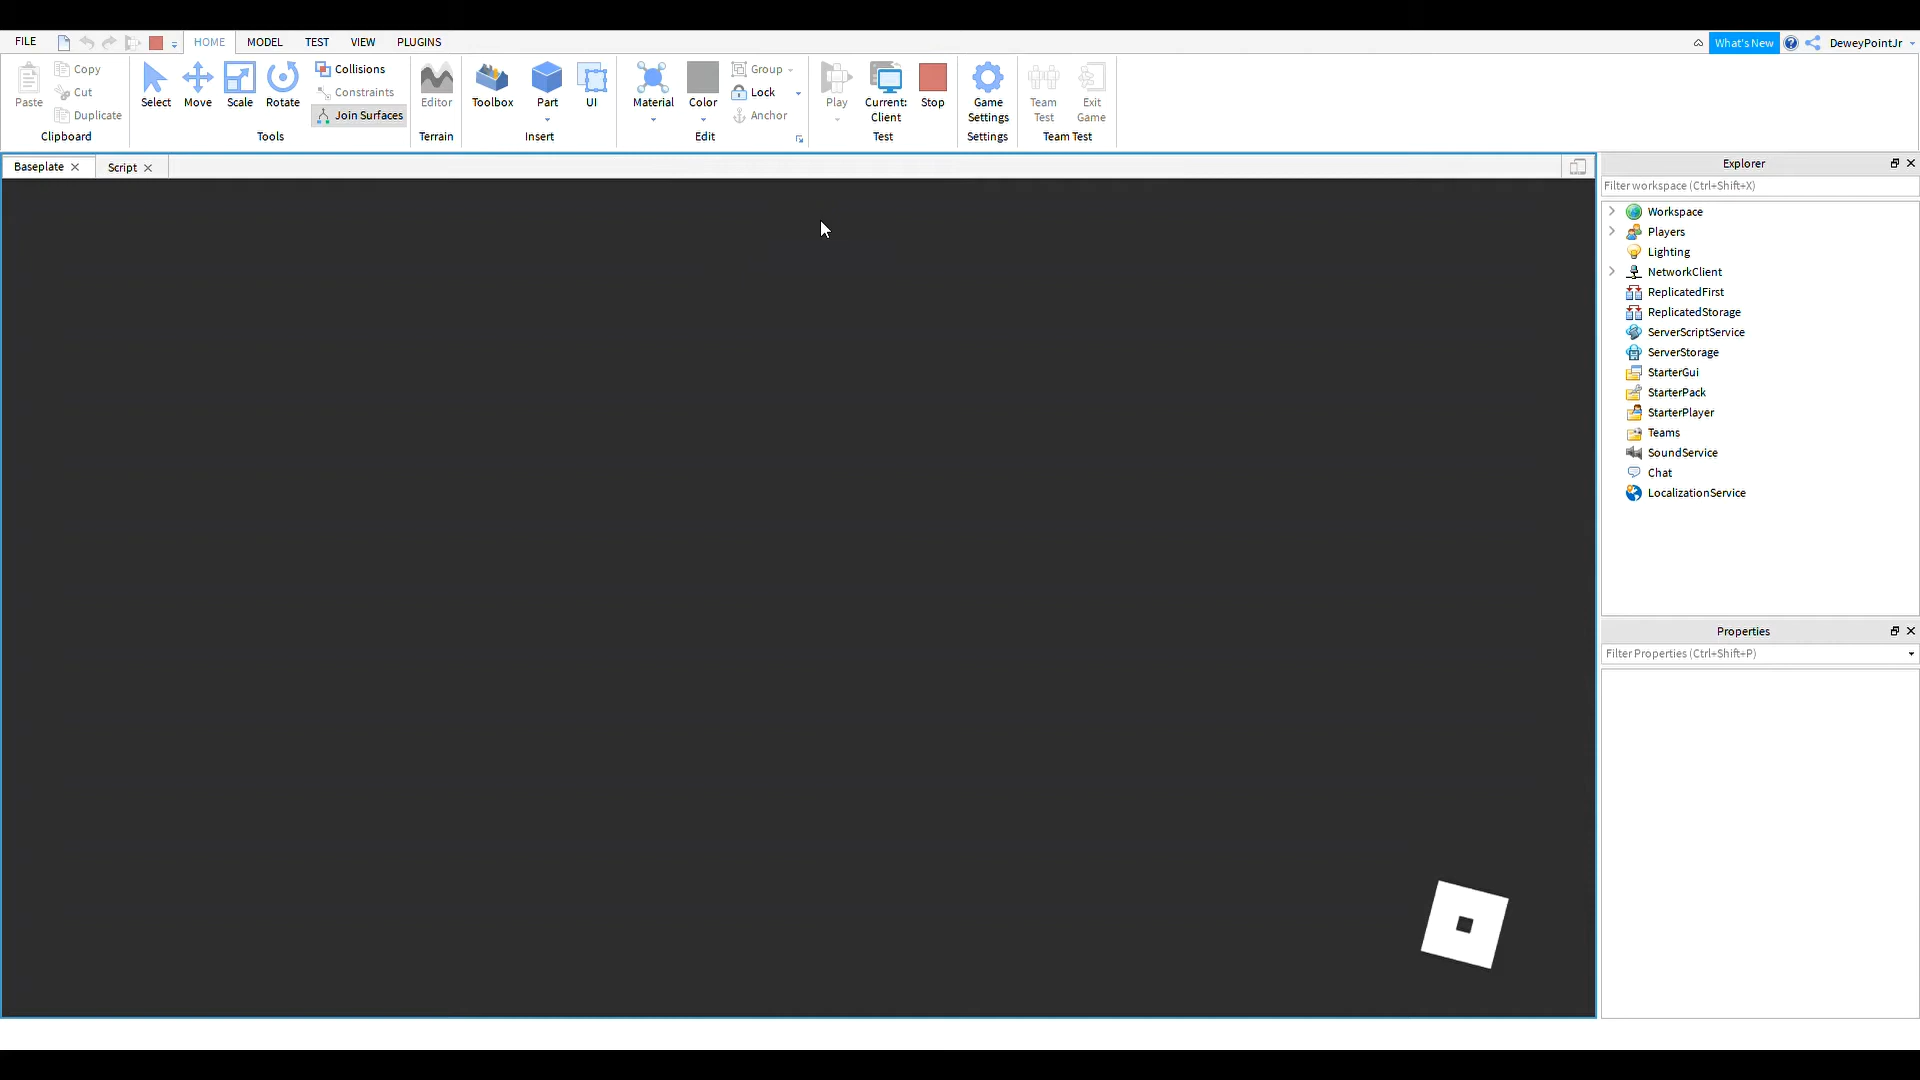 FILE HOME MODEL TEST VIEW PLUGINS What's New DeweyPointJr
Paste Copy Cut Duplicate
Clipboard
Select Move Scale Rotate Collisions Constraints Join Surfaces
Tools
Editor
Terrain
Toolbox Part UI
Insert
Material Color Group Lock Anchor
Edit
Play Current: Client Stop
Test
Game Settings
Settings
Team Test Exit Game
Team Test
Baseplate Script
Explorer
Filter workspace (Ctrl+Shift+X)
Workspace
Players
Lighting
NetworkClient
ReplicatedFirst
ReplicatedStorage
ServerScriptService
ServerStorage
StarterGui
StarterPack
StarterPlayer
Teams
SoundService
Chat
LocalizationService
Properties
Filter Properties (Ctrl+Shift+P)